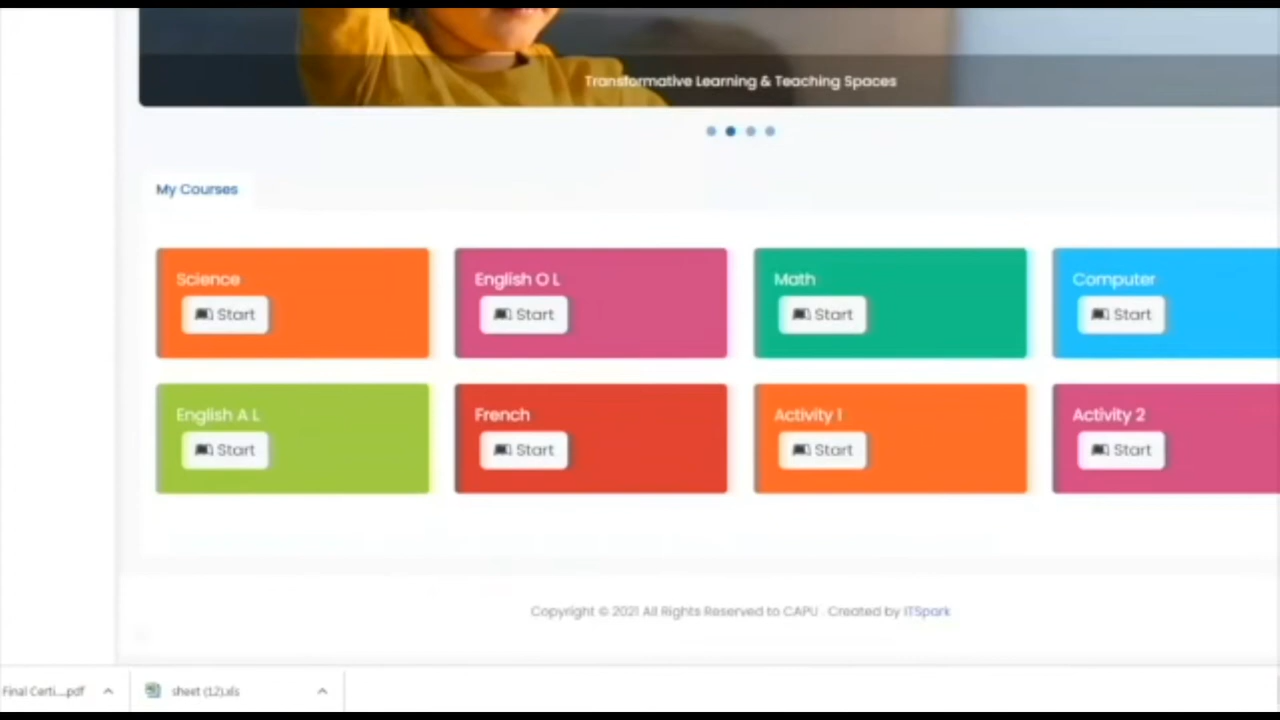 Transformative Learning & Teaching Spaces
My Courses
Science
Start
English O L
Start
Math
Start
Computer
Start
English A L
Start
French
Start
Activity 1
Start
Activity 2
Start
Copyright © 2021 All Rights Reserved to CAPU . Created by ITSpark
Final Certi....pdf
sheet (12).xls